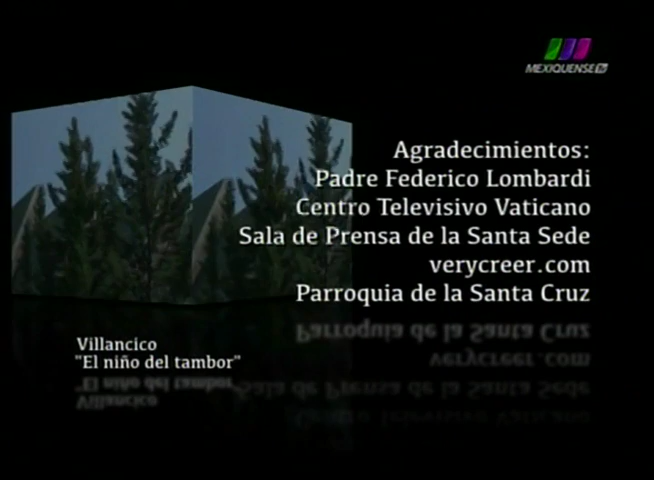 MEXIQUENSE TV
Agradecimientos:
Padre Federico Lombardi
Centro Televisivo Vaticano
Sala de Prensa de la Santa Sede
verycreer.com
Parroquia de la Santa Cruz
Villancico
"El niño del tambor"